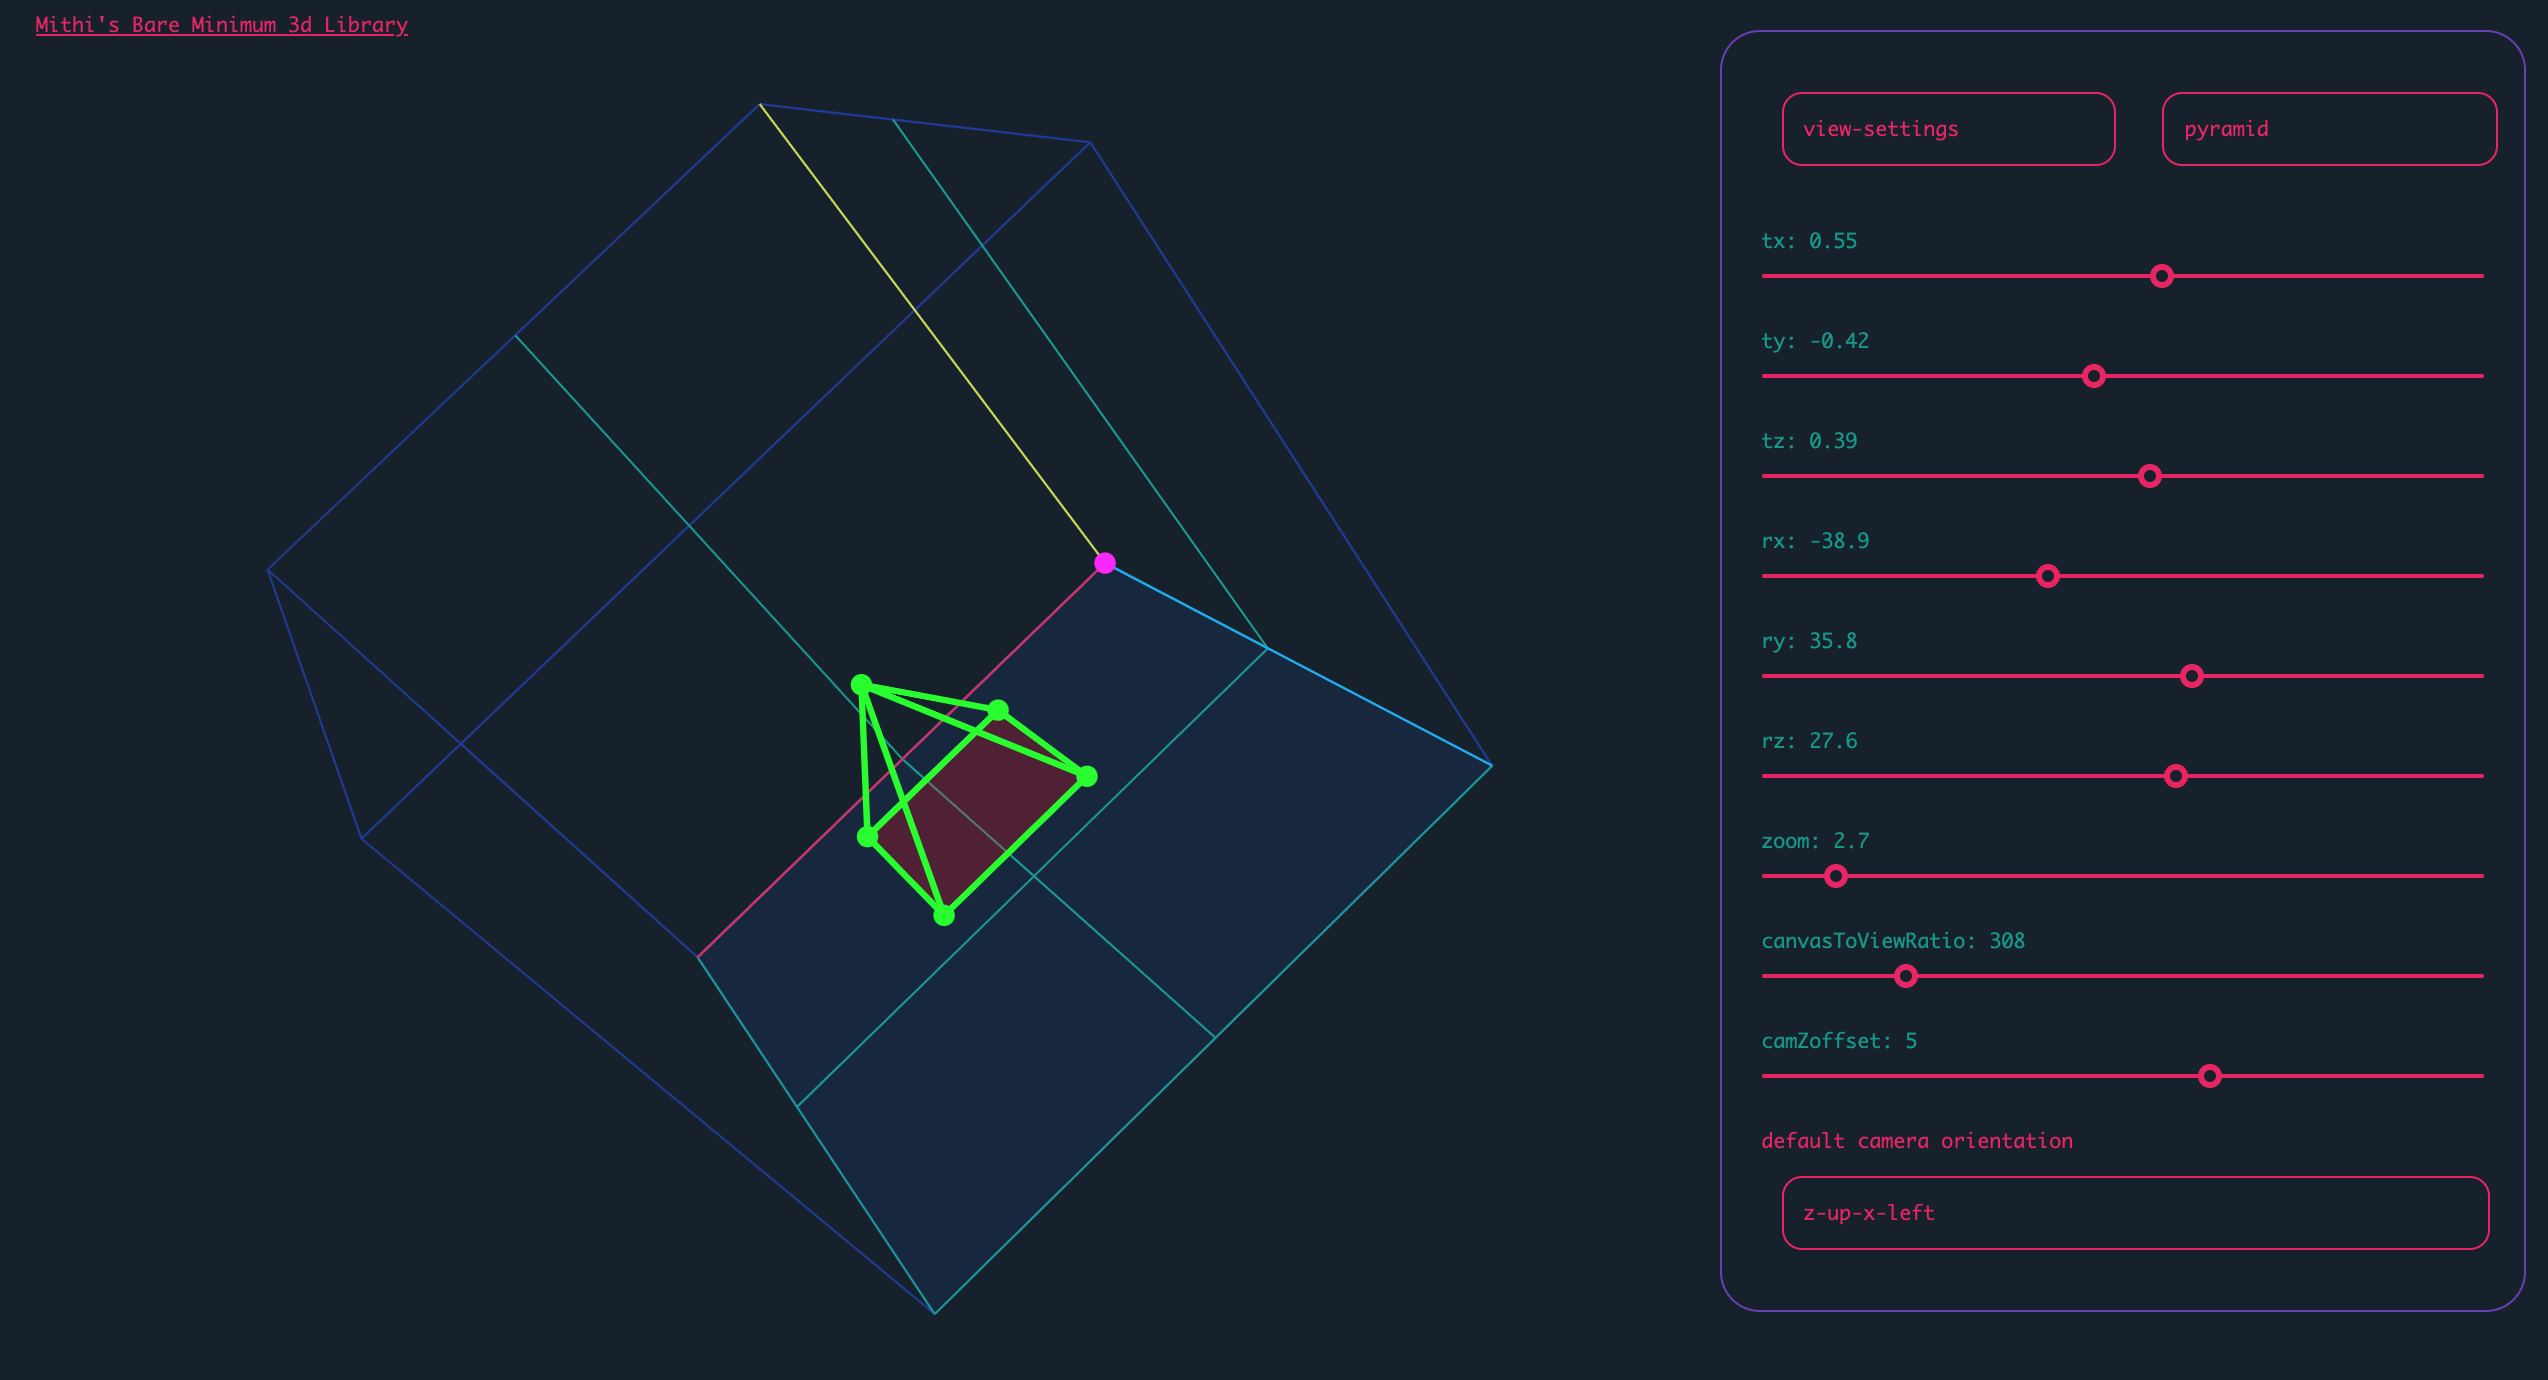 Mithi's Bare Minimum 3d Library
view-settings
pyramid
tx: 0.55
ty: -0.42
tz: 0.39
rx: -38.9
ry: 35.8
rz: 27.6
zoom: 2.7
canvasToViewRatio: 308
camZoffset: 5
default camera orientation
z-up-x-left